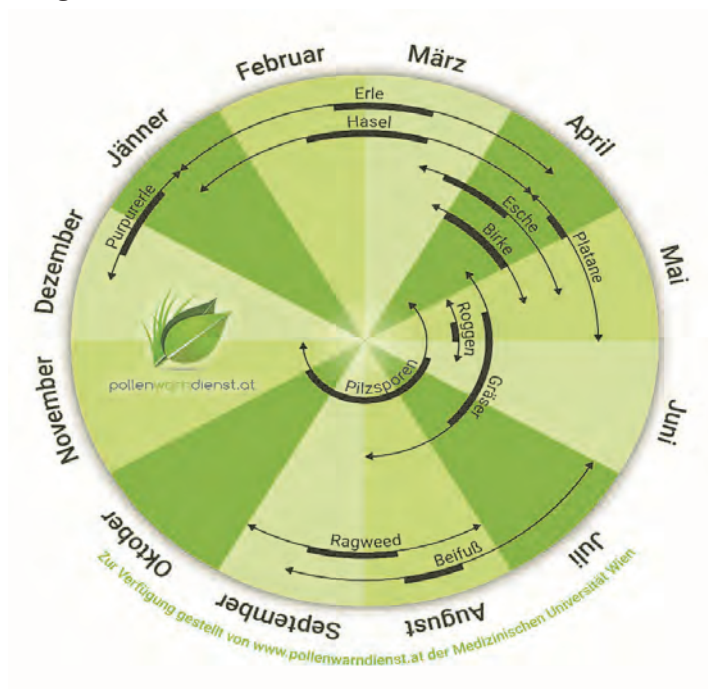 Februar
März
Jänner
April
Dezember
Mai
November
Juni
Oktober
Juli
September
August
Erle
Hasel
Purpurerle
Esche
Birke
Platane
Roggen
Gräser
Pilzsporen
pollenwarndienst.at
Ragweed
Beifuß
Zur Verfügung gestellt von www.pollenwarndienst.at der Medizinischen Universität Wien